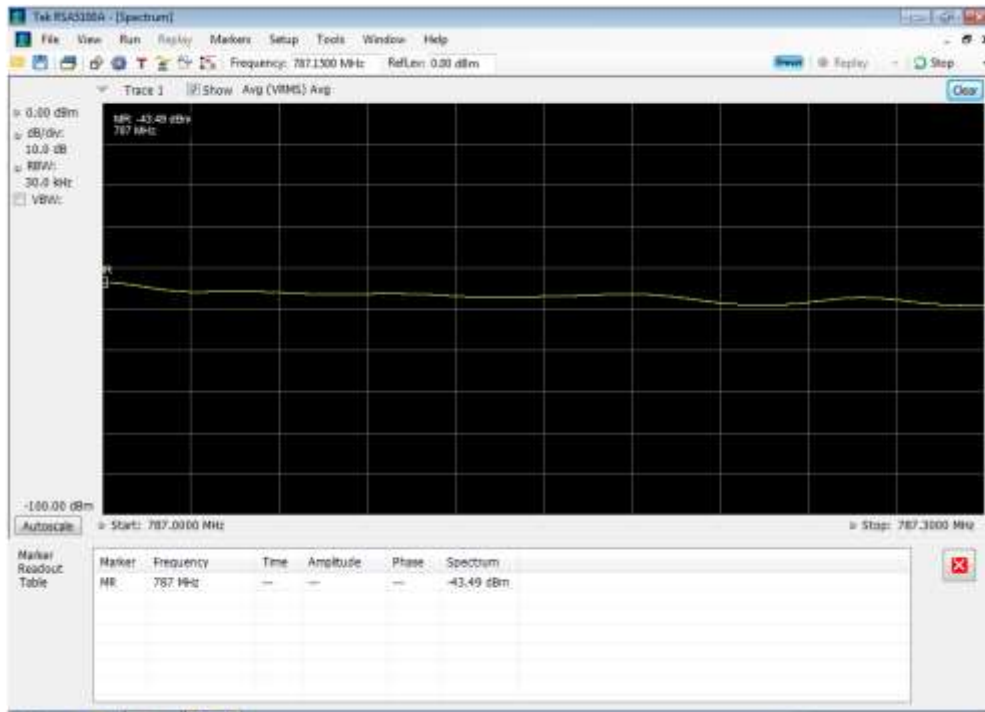 Tek RSA5100A - [Spectrum]
File View Run Replay Markers Setup Tools Window Help
Frequency: 787.1500 MHz RefLev: 0.00 dBm Preset Replay Stop
Trace 1 Show Avg (VRMS) Avg Clear
0.00 dBm
dB/div:
10.0 dB
RBW:
30.0 kHz
VBW:
MR: -43.49 dBm
787 MHz
MR
-100.00 dBm
Autoscale Start: 787.0000 MHz Stop: 787.3000 MHz
Marker
Readout
Table
Marker Frequency Time Amplitude Phase Spectrum
MR 787 MHz --- --- --- -43.49 dBm